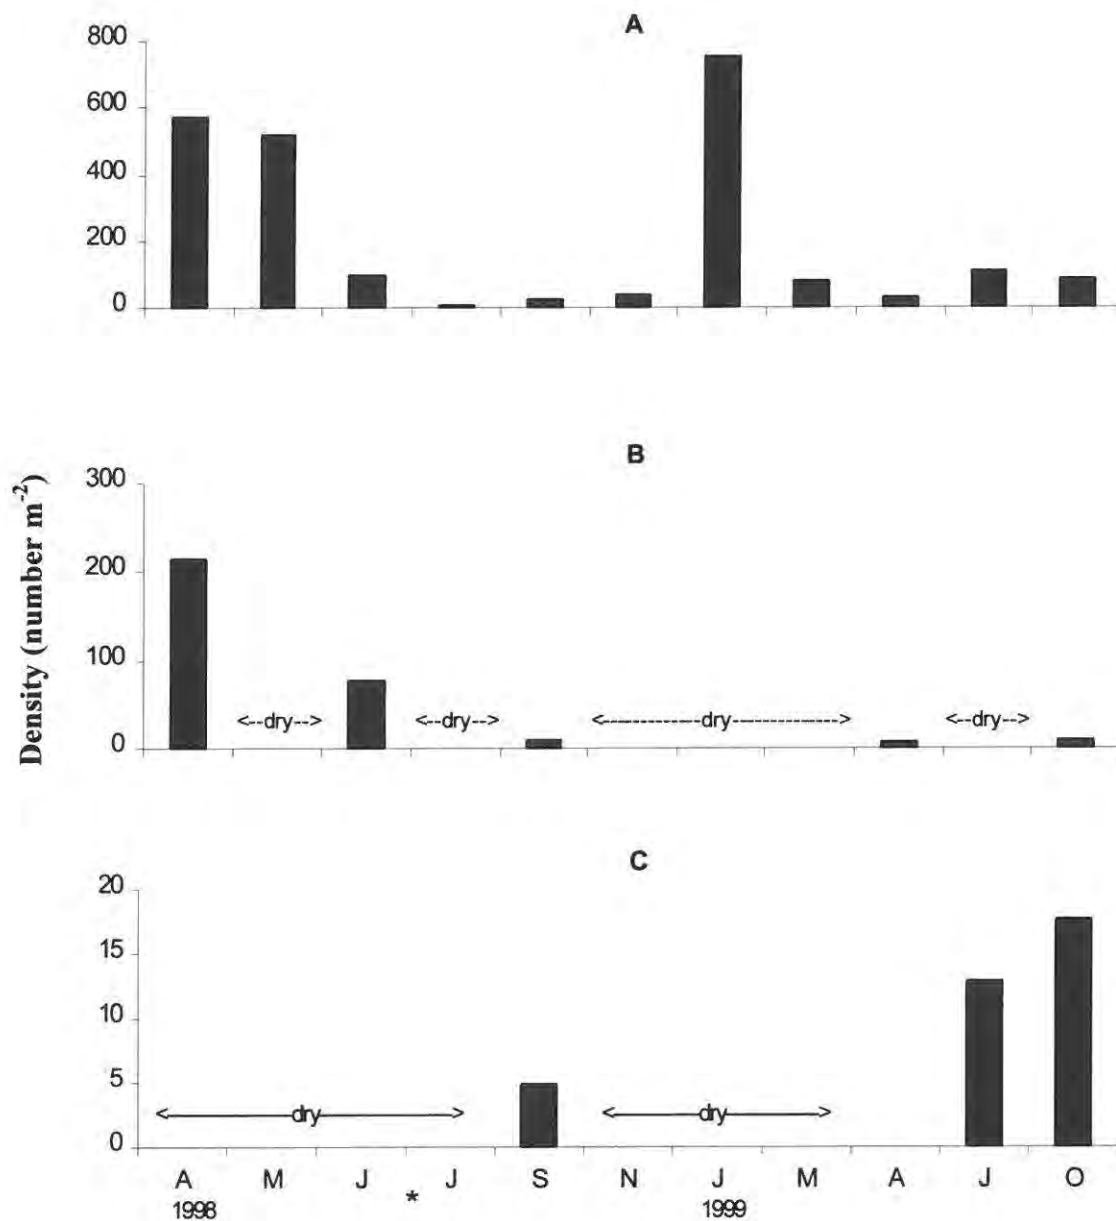 A
800
600
400
200
0
B
300
200
100
0
<--dry-->
<--dry-->
<---------------dry--------------->
<--dry-->
Density (number m⁻²)
C
20
15
10
5
0
dry
dry
A M J J S N J M A J O
*
1998 1999